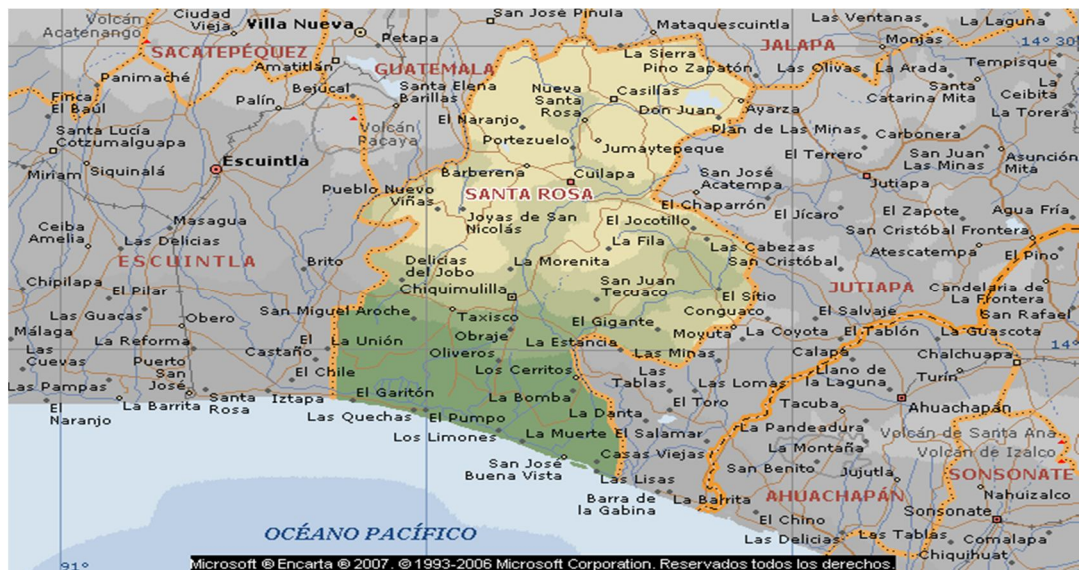 Volcán
Acatenango
Ciudad
Vieja
Villa Nueva
Petapa
San José Pinula
Mataquescuintla
Las Ventanas
La Laguna
SACATEPÉQUEZ
Amatitlán
GUATEMALA
La Sierra
JALAPA
Monjas
14° 30'
Panimaché
Bejucal
Santa Elena
Barillas
Pino Zapatón
Las Olivas
La Arada
Tempisque
Finca
El Baúl
Palín
Nueva
Santa
Rosa
Casillas
Don Juan
Ayarza
Santa
Catarina Mita
La
Ceibita
La Torera
Santa Lucía
Cotzumalguapa
Volcán
Pacaya
El Naranjo
Portezuelo
Jumaytepeque
Plan de Las Minas
Carbonera
Escuintla
El Terrero
San Juan
Las Minas
Asunción
Mita
Miriam
Siquinalá
Barberena
Cuilapa
San José
Acatempa
Jutiapa
Pueblo Nuevo
Viñas
SANTA ROSA
El Chaparrón
Masagua
Joyas de San
Nicolás
El Jocotillo
El Jícaro
El Zapote
Agua Fría
Ceiba
Amelia
Las Delicias
La Fila
Las Cabezas
San Cristóbal Frontera
ESCUINTLA
Brito
Delicias
del Jobo
La Morenita
San Cristóbal
Atescatempa
El Pino
Chipilapa
El Pilar
Chiquimulilla
San Juan
Tecuaco
El Sitio
JUTIAPA
Candelaria de
La Frontera
Las Guacas
Obero
San Miguel Aroche
Taxisco
El Gigante
Conguaco
El Salvaje
San Rafael
Málaga
La Reforma
El
La Unión
Obraje
La Estancia
Moyuta
La Coyota
El Tablón
La Guascota
14°
Las
Cuevas
Puerto
San
José
Castaño
Oliveros
Las Minas
Calapa
Chalchuapa
Las Pampas
El Chile
Los Cerritos
Las
Tablas
Las Lomas
Llano de
la Laguna
Turín
El
Naranjo
La Barrita
Santa
Rosa
Iztapa
El Garitón
La Bomba
El Toro
Tacuba
Ahuachapán
Las Quechas
El Pumpo
La Danta
La Pandeadura
Volcán de Santa Ana
Los Limones
La Muerte
El Salamar
La Montaña
Volcán de Izalco
San José
Buena Vista
Casas Viejas
San Benito
Jujutla
SONSONATE
Las Lisas
Barra de
la Gabina
La Barrita
AHUACHAPÁN
Nahuizalco
Sonsonate
OCÉANO PACÍFICO
El Chino
Las Delicias
Las Tablas
Comalapa
Chiquihuat
91°
Microsoft ® Encarta ® 2007. © 1993-2006 Microsoft Corporation. Reservados todos los derechos.